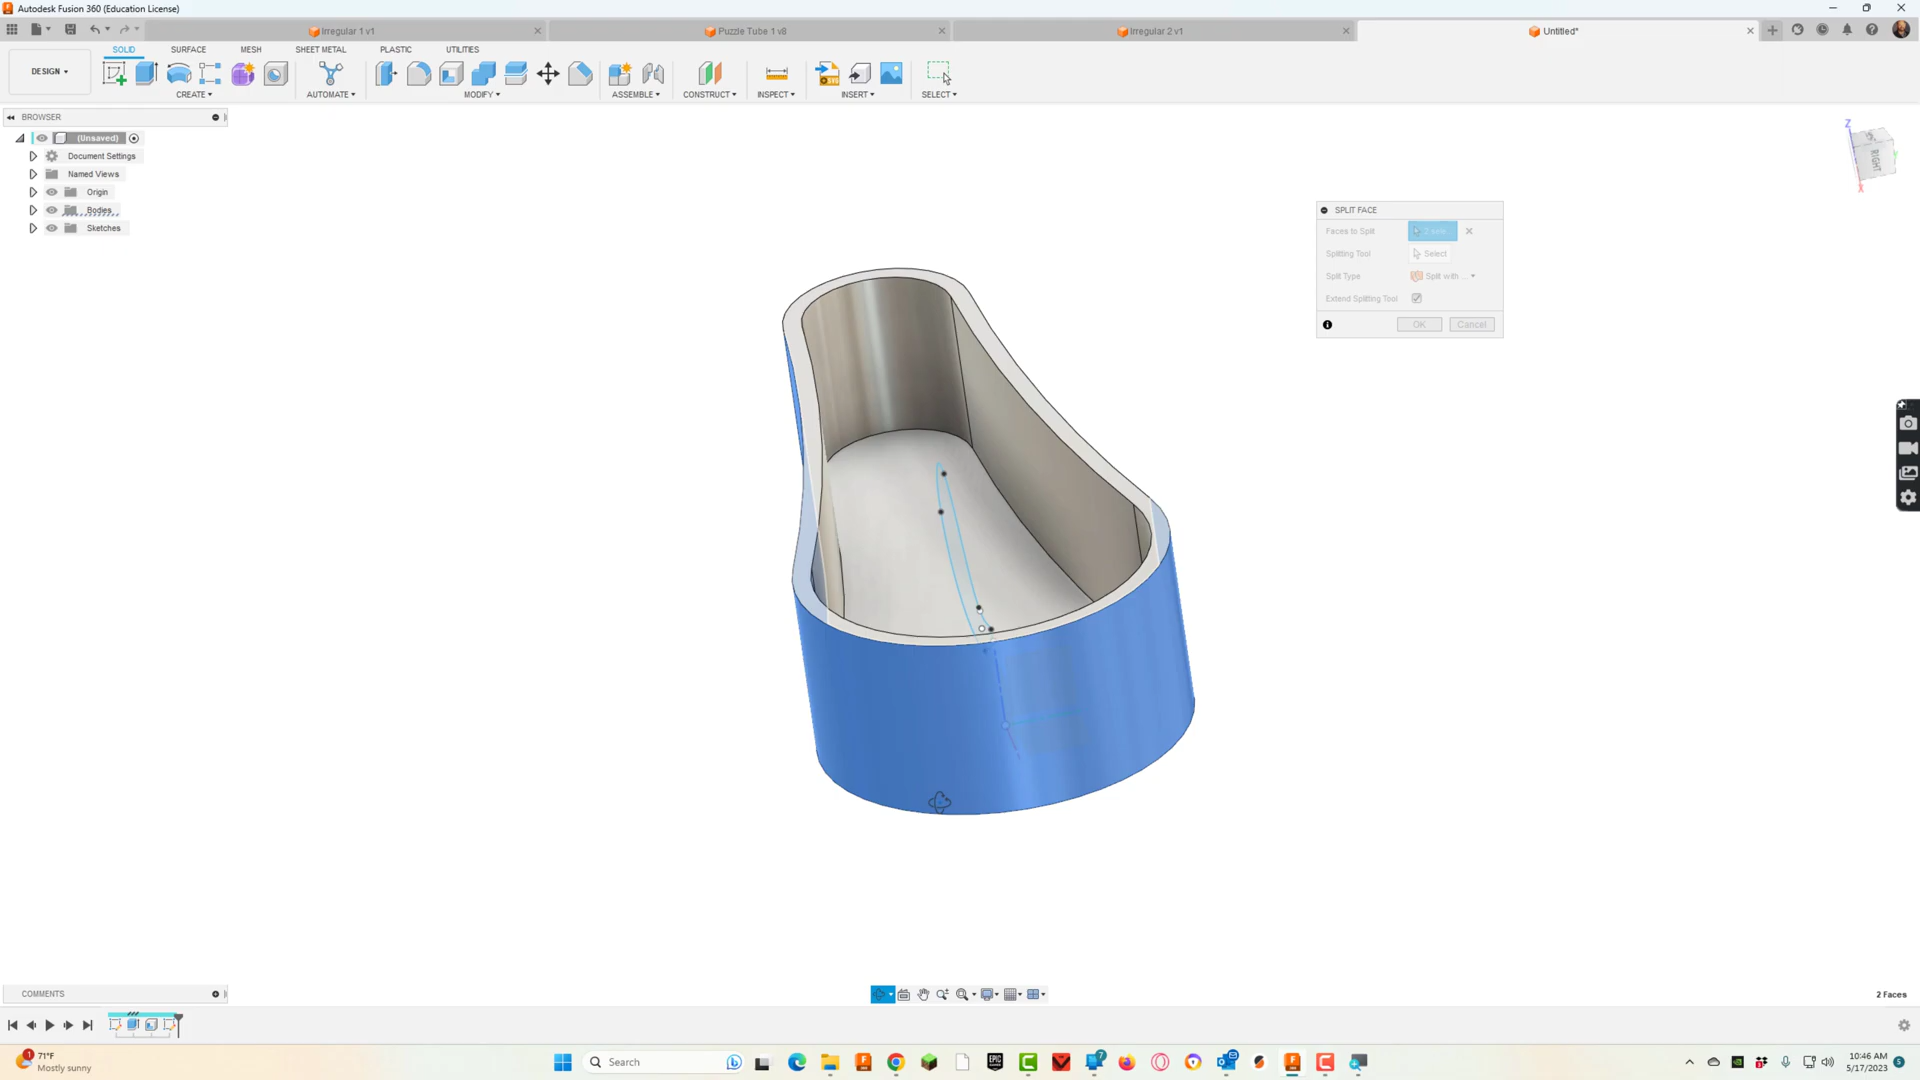 Autodesk Fusion 360 (Education License)
Irregular 1 v1
Puzzle Tube 1 v8
Irregular 2 v1
Untitled*
DESIGN
SOLID
SURFACE
MESH
SHEET METAL
PLASTIC
UTILITIES
CREATE
AUTOMATE
MODIFY
ASSEMBLE
CONSTRUCT
INSPECT
INSERT
SELECT
BROWSER
(Unsaved)
Document Settings
Named Views
Origin
Bodies
Sketches
Z
RIGHT
X
SPLIT FACE
Faces to Split
Splitting Tool
Select
Split Type
Split with ...
Extend Splitting Tool
OK
Cancel
COMMENTS
2 Faces
71°F
Mostly sunny
Search
10:46 AM
5/17/2023